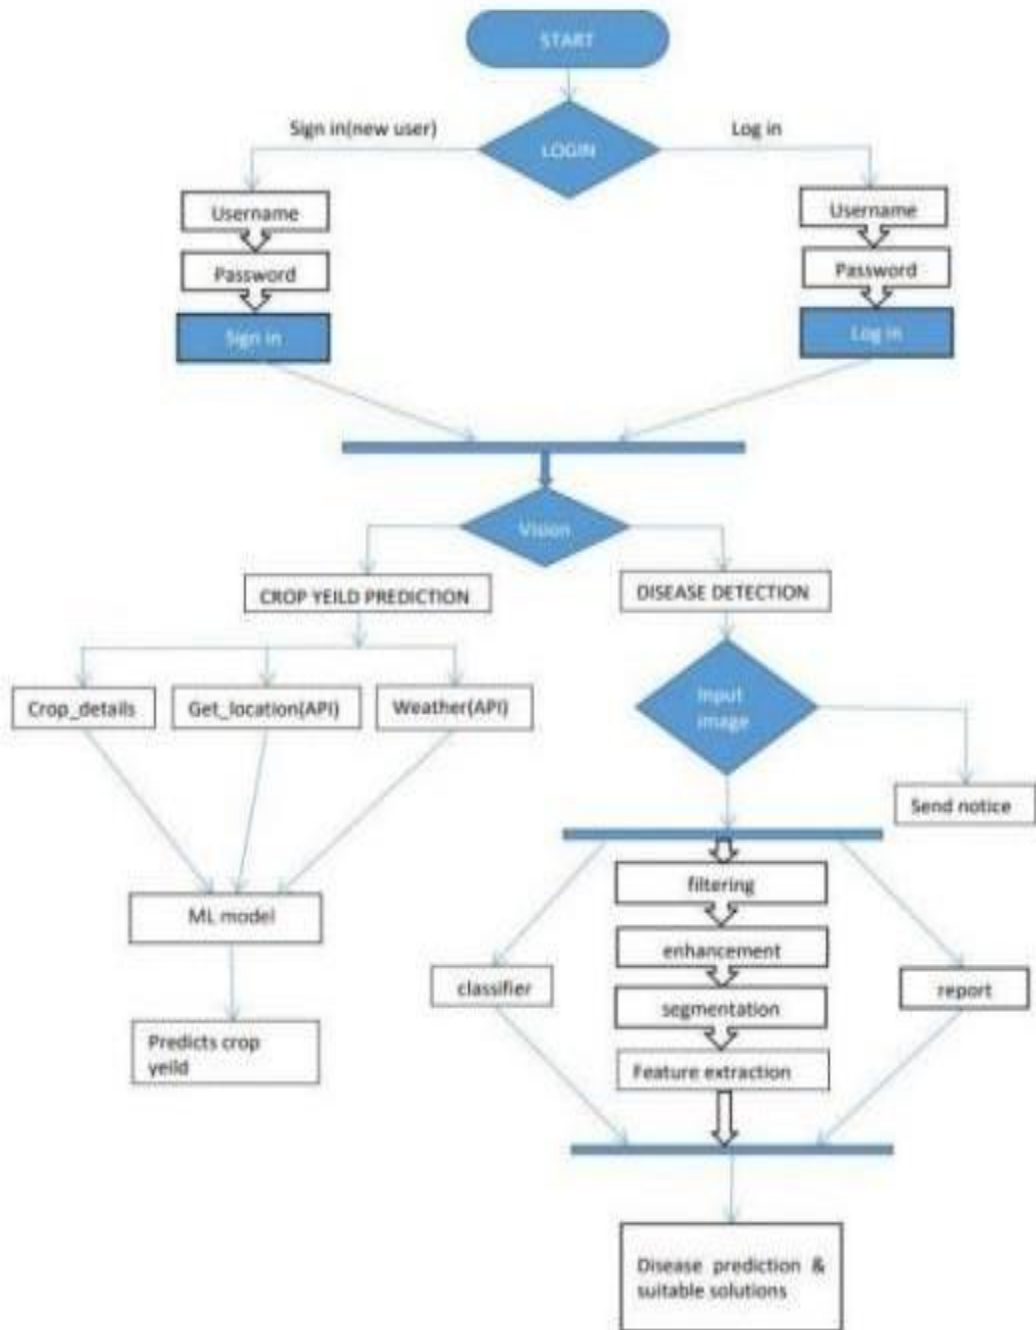 START
Sign in(new user)
LOGIN
Log in
Username
Username
Password
Password
Sign in
Log in
Vision
CROP YEILD PREDICTION
DISEASE DETECTION
Crop_details
Get_location(API)
Weather(API)
Input
image
Send notice
filtering
ML model
enhancement
classifier
segmentation
report
Predicts crop
yeild
Feature extraction
Disease prediction &
suitable solutions